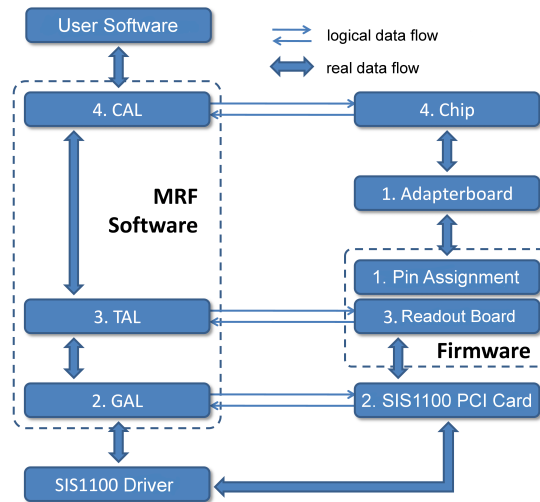 User Software
logical data flow
real data flow
4. CAL
4. Chip
1. Adapterboard
MRF
Software
1. Pin Assignment
3. TAL
3. Readout Board
Firmware
2. GAL
2. SIS1100 PCI Card
SIS1100 Driver